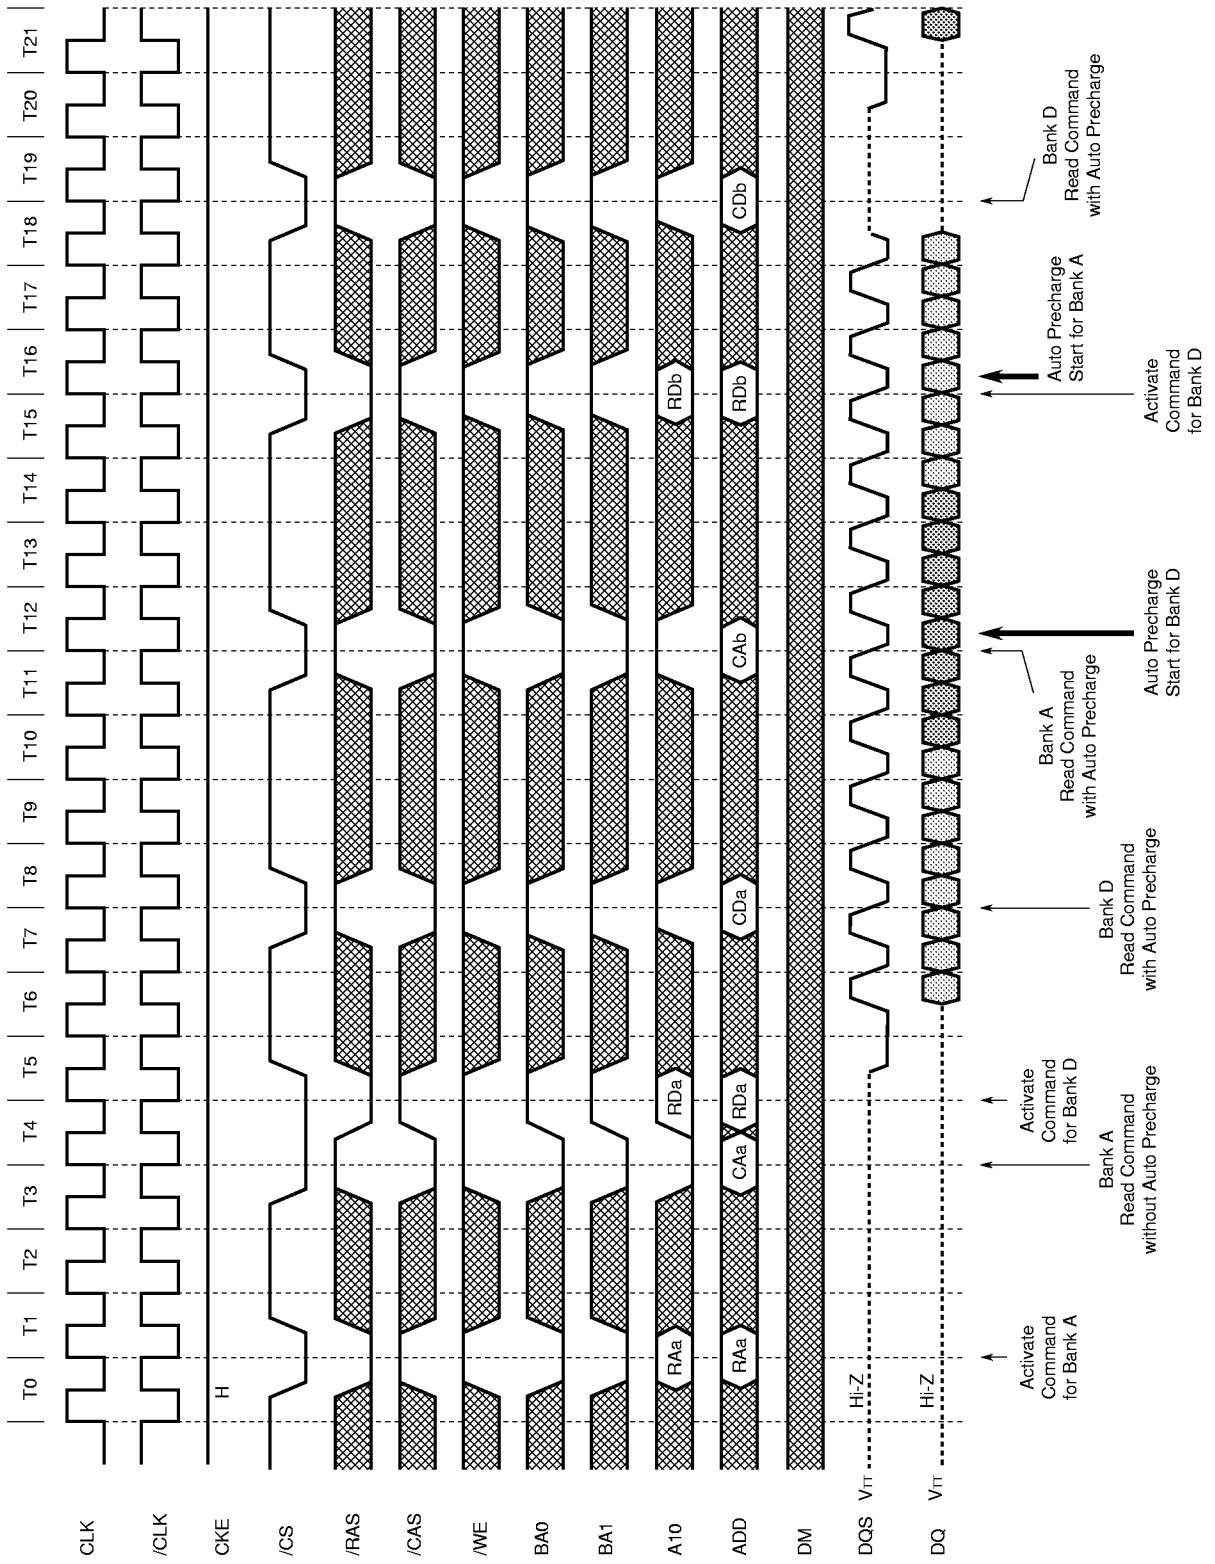 T0 T1 T2 T3 T4 T5 T6 T7 T8 T9 T10 T11 T12 T13 T14 T15 T16 T17 T18 T19 T20 T21
CLK
/CLK
CKE
H
/CS
/RAS
/CAS
/WE
BA0
BA1
A10
RAa RDa RDb
ADD
RAa CAa RDa CDa CAb RDb CDb
DM
DQS
VTT
Hi-Z
DQ
VTT
Hi-Z
Activate
Command
for Bank A
Bank A
Read Command
without Auto Precharge
Activate
Command
for Bank D
Bank D
Read Command
with Auto Precharge
Bank A
Read Command
with Auto Precharge
Auto Precharge
Start for Bank D
Activate
Command
for Bank D
Auto Precharge
Start for Bank A
Bank D
Read Command
with Auto Precharge